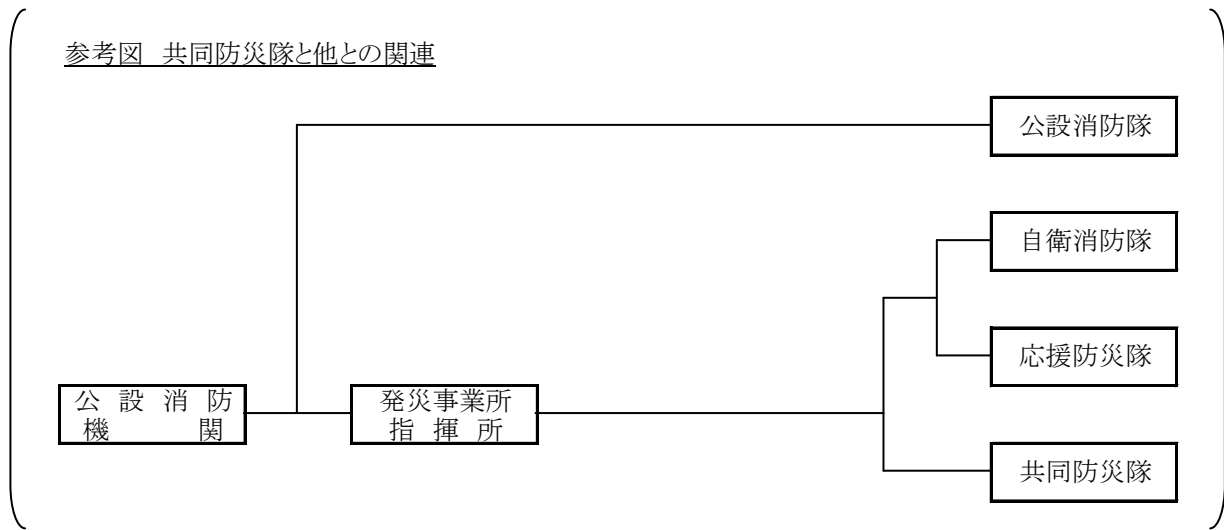 参考図 共同防災隊と他との関連
公設消防隊
自衛消防隊
応援防災隊
公設消防
機関
発災事業所
指揮所
共同防災隊